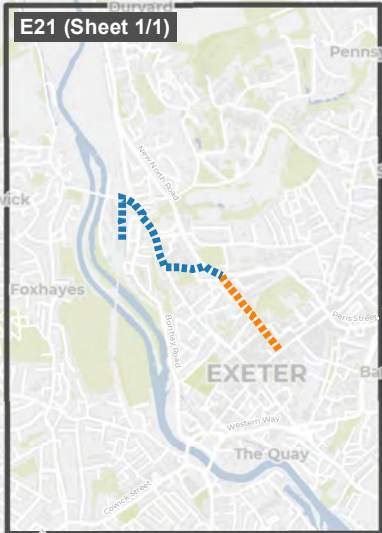 Duryard
E21 (Sheet 1/1)
Pennsy
New North Road
wick
Foxhayes
Bonhay Road
Paris Street
EXETER
Western Way
The Quay
Cowick Street